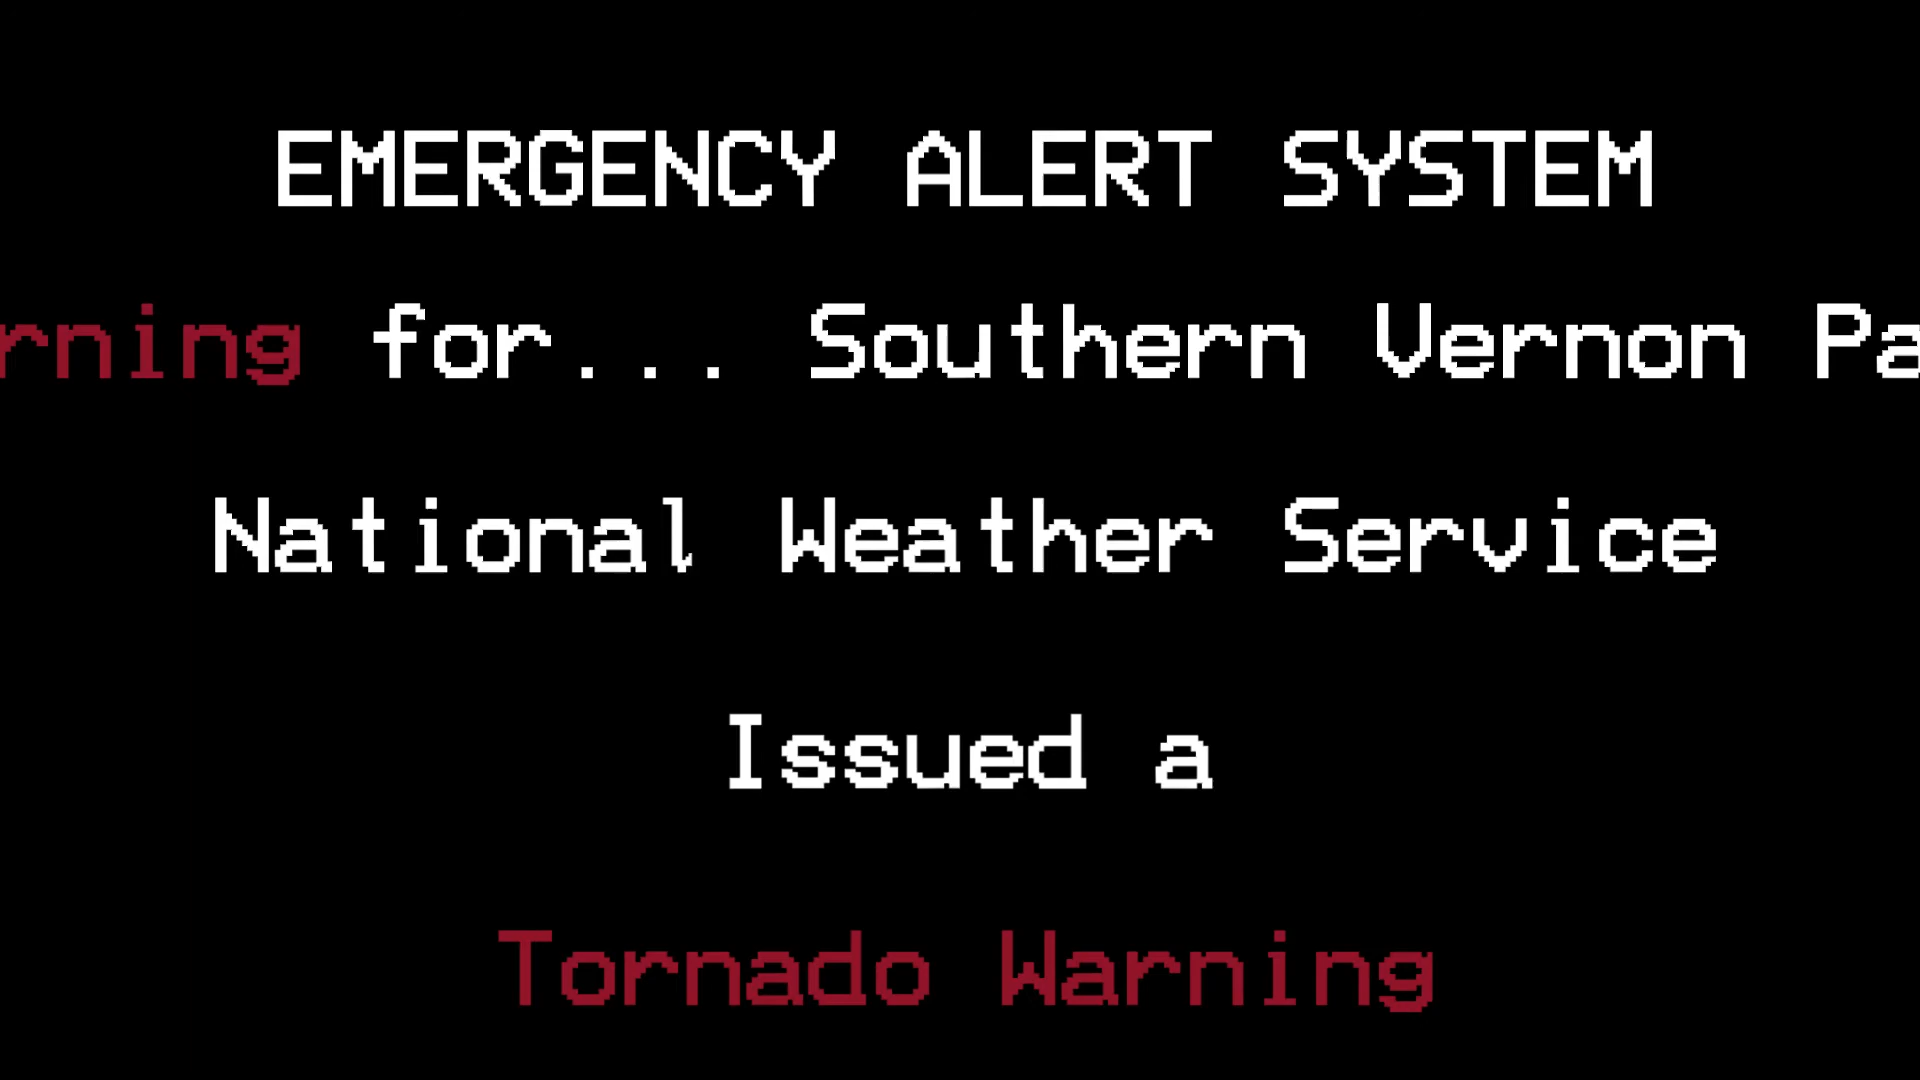 EMERGENCY ALERT SYSTEM
rning for... Southern Vernon Pa
National Weather Service
Issued a
Tornado Warning